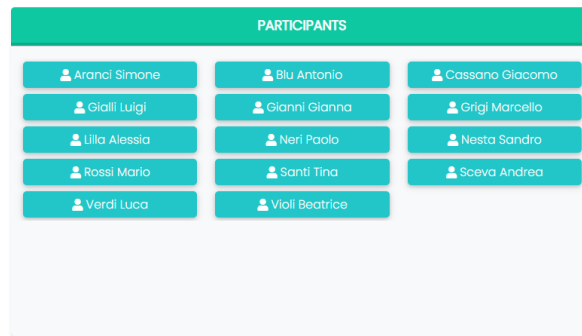 PARTICIPANTS
Aranci Simone
Blu Antonio
Cassano Giacomo
Gialli Luigi
Gianni Gianna
Grigi Marcello
Lilla Alessia
Neri Paolo
Nesta Sandro
Rossi Mario
Santi Tina
Sceva Andrea
Verdi Luca
Violi Beatrice